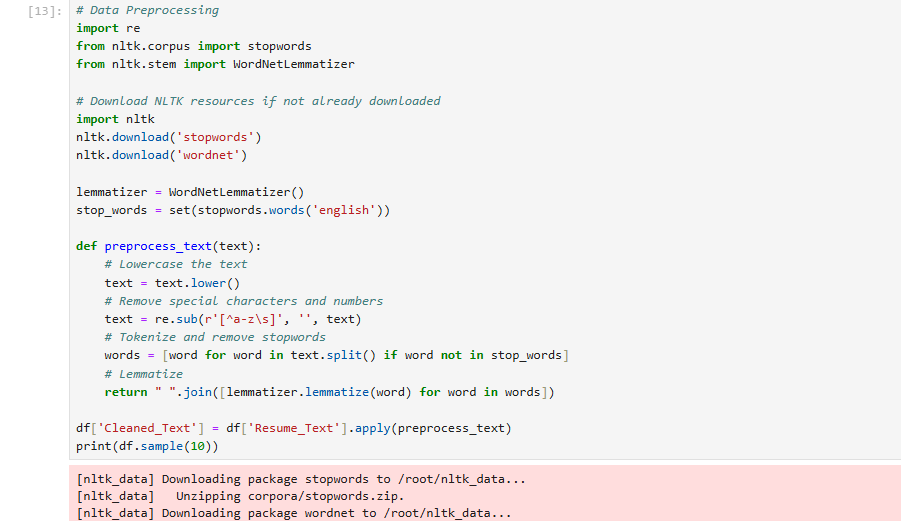 [13]: # Data Preprocessing
import re
from nltk.corpus import stopwords
from nltk.stem import WordNetLemmatizer
# Download NLTK resources if not already downloaded
import nltk
nltk.download('stopwords')
nltk.download('wordnet')
lemmatizer = WordNetLemmatizer()
stop_words = set(stopwords.words('english'))
def preprocess_text(text):
    # Lowercase the text
    text = text.lower()
    # Remove special characters and numbers
    text = re.sub(r'[^a-z\s]', '', text)
    # Tokenize and remove stopwords
    words = [word for word in text.split() if word not in stop_words]
    # Lemmatize
    return " ".join([lemmatizer.lemmatize(word) for word in words])
df['Cleaned_Text'] = df['Resume_Text'].apply(preprocess_text)
print(df.sample(10))
[nltk_data] Downloading package stopwords to /root/nltk_data...
[nltk_data]   Unzipping corpora/stopwords.zip.
[nltk_data] Downloading package wordnet to /root/nltk_data...